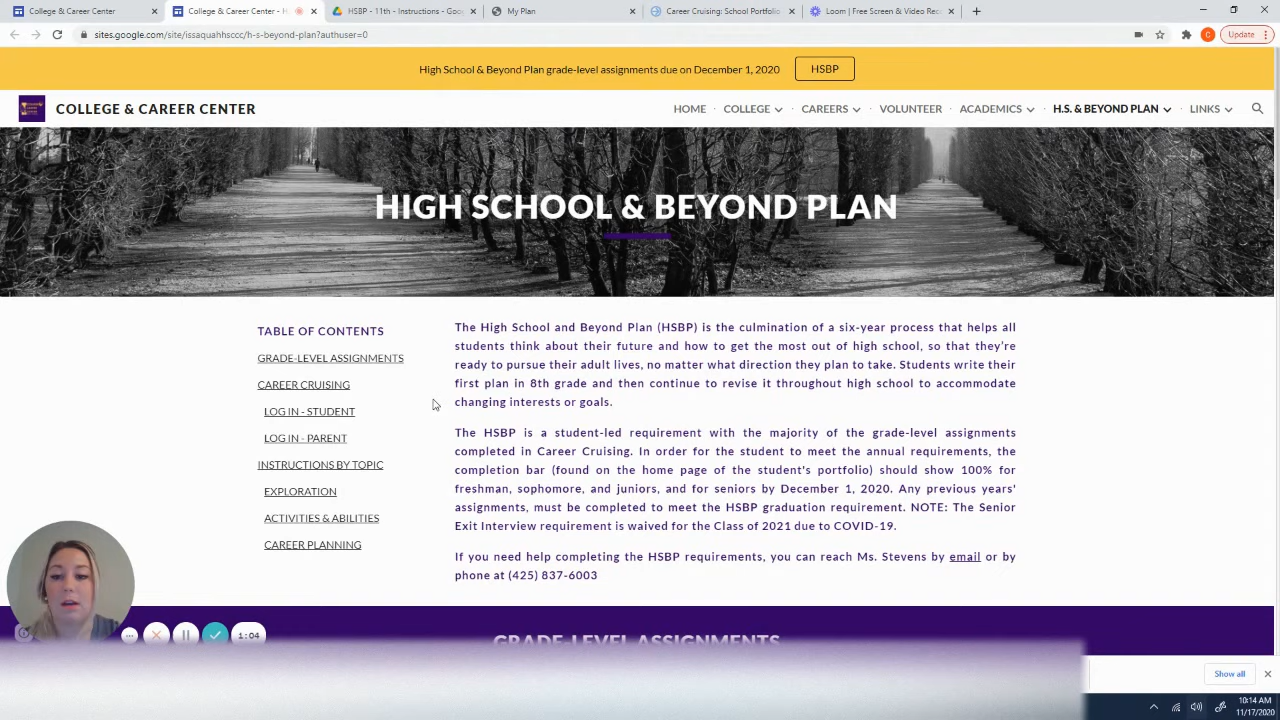 College & Career Center
College & Career Center - H
HSBP - 11th - Instructions - Goog
My Plan
Career Cruising: School Portfolio
Loom | Free Screen & Video Rec
sites.google.com/site/issaquahhsccc/h-s-beyond-plan?authuser=0
C
Update
High School & Beyond Plan grade-level assignments due on December 1, 2020
HSBP
COLLEGE & CAREER CENTER
HOME
COLLEGE
CAREERS
VOLUNTEER
ACADEMICS
H.S. & BEYOND PLAN
LINKS
HIGH SCHOOL & BEYOND PLAN
TABLE OF CONTENTS
GRADE-LEVEL ASSIGNMENTS
CAREER CRUISING
LOG IN - STUDENT
LOG IN - PARENT
INSTRUCTIONS BY TOPIC
EXPLORATION
ACTIVITIES & ABILITIES
CAREER PLANNING
The High School and Beyond Plan (HSBP) is the culmination of a six-year process that helps all
students think about their future and how to get the most out of high school, so that they're
ready to pursue their adult lives, no matter what direction they plan to take. Students write their
first plan in 8th grade and then continue to revise it throughout high school to accommodate
changing interests or goals.
The HSBP is a student-led requirement with the majority of the grade-level assignments
completed in Career Cruising. In order for the student to meet the annual requirements, the
completion bar (found on the home page of the student's portfolio) should show 100% for
freshman, sophomore, and juniors, and for seniors by December 1, 2020. Any previous years'
assignments, must be completed to meet the HSBP graduation requirement. NOTE: The Senior
Exit Interview requirement is waived for the Class of 2021 due to COVID-19.
If you need help completing the HSBP requirements, you can reach Ms. Stevens by email or by
phone at (425) 837-6003
1:04
GRADE-LEVEL ASSIGNMENTS
Show all
10:14 AM
11/17/2020